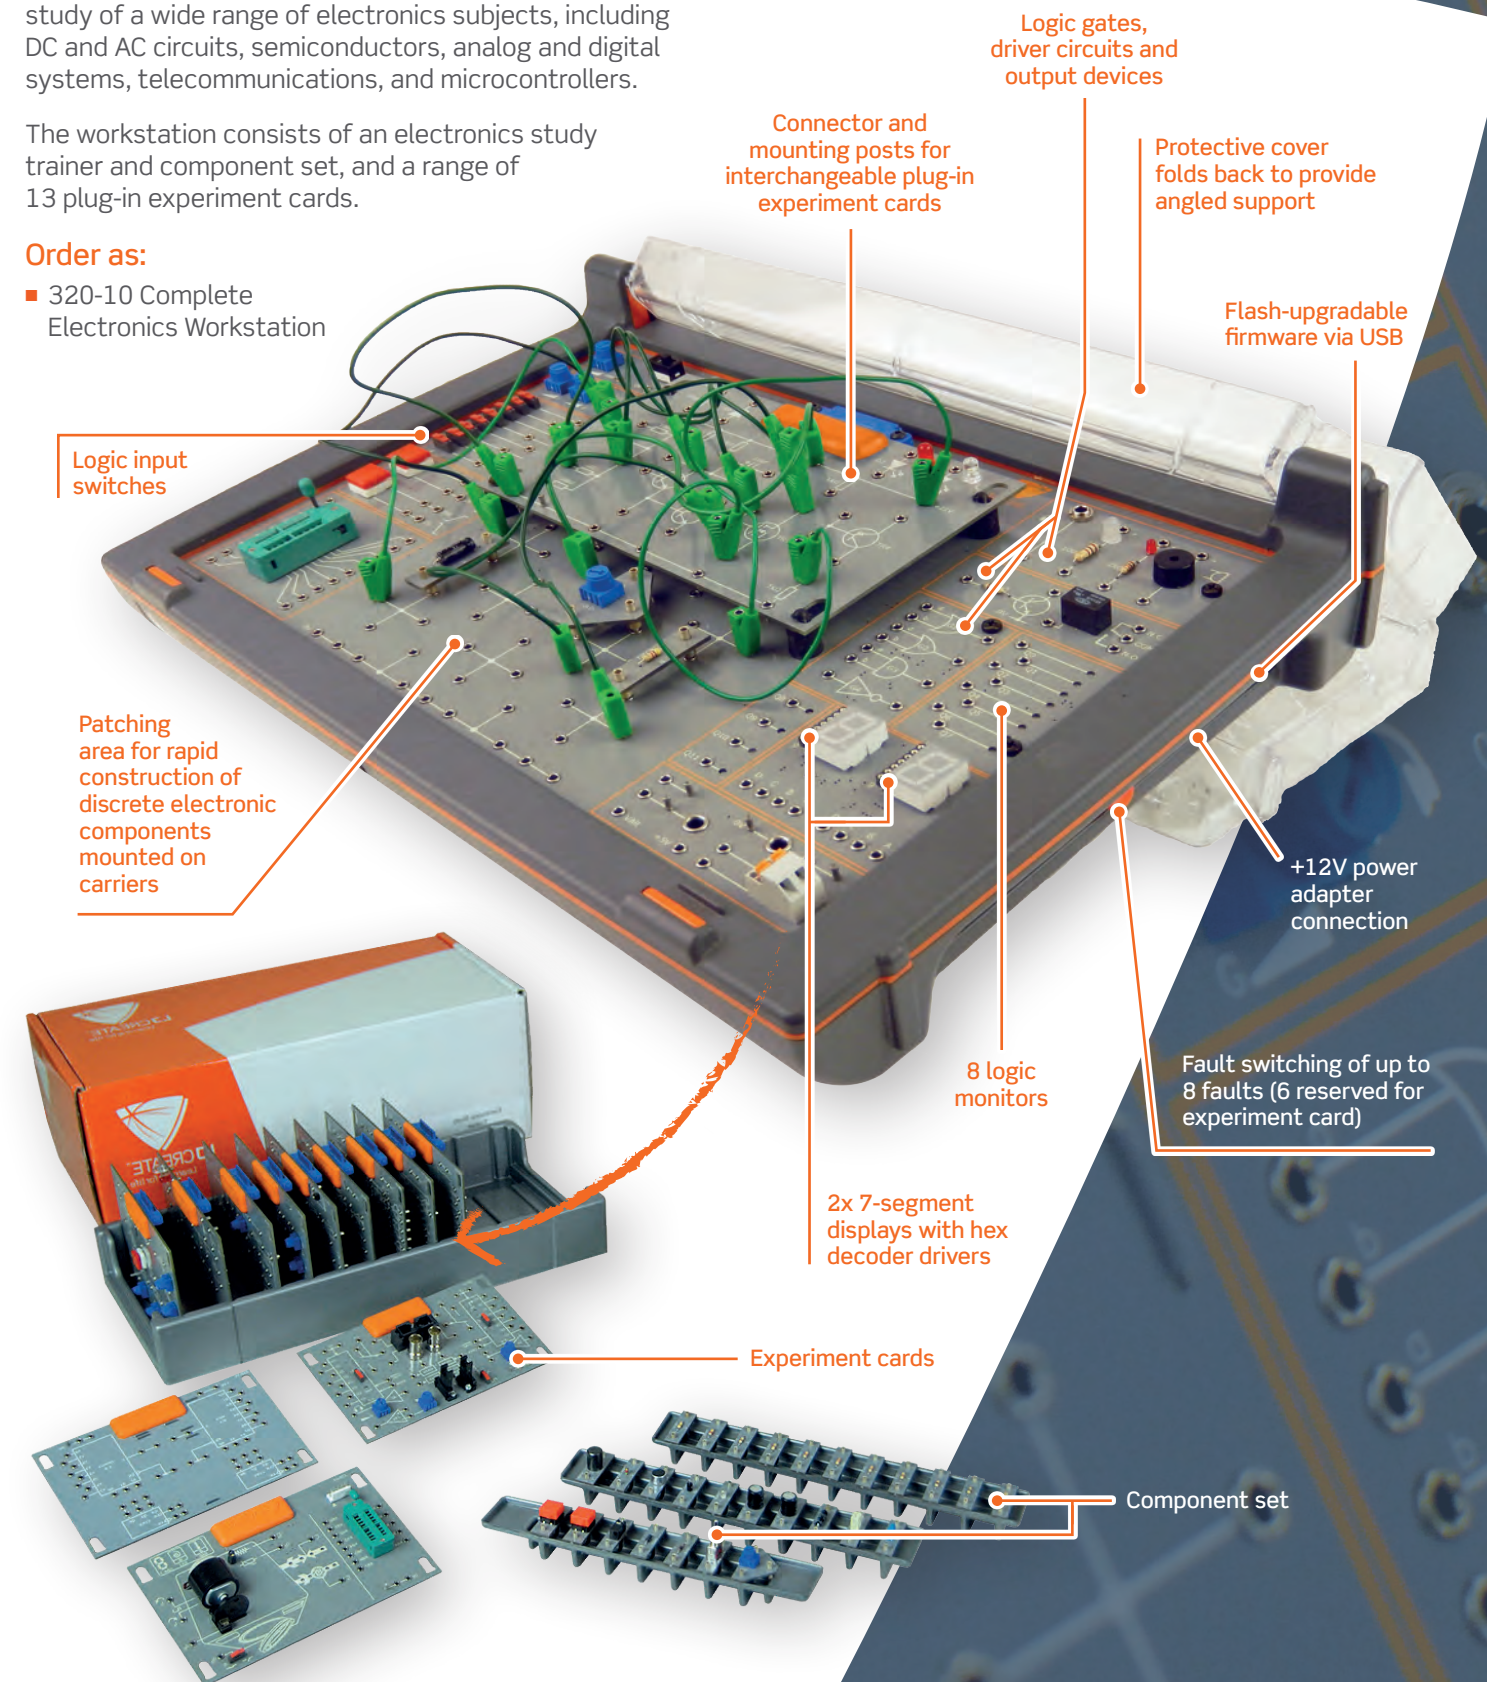 study of a wide range of electronics subjects, including
DC and AC circuits, semiconductors, analog and digital
systems, telecommunications, and microcontrollers.
The workstation consists of an electronics study
trainer and component set, and a range of
13 plug-in experiment cards.
Order as:
320-10 Complete
Electronics Workstation
Logic gates,
driver circuits and
output devices
Connector and
mounting posts for
interchangeable plug-in
experiment cards
Protective cover
folds back to provide
angled support
Flash-upgradable
firmware via USB
Logic input
switches
Patching
area for rapid
construction of
discrete electronic
components
mounted on
carriers
+12V power
adapter
connection
8 logic
monitors
Fault switching of up to
8 faults (6 reserved for
experiment card)
2x 7-segment
displays with hex
decoder drivers
Experiment cards
Component set